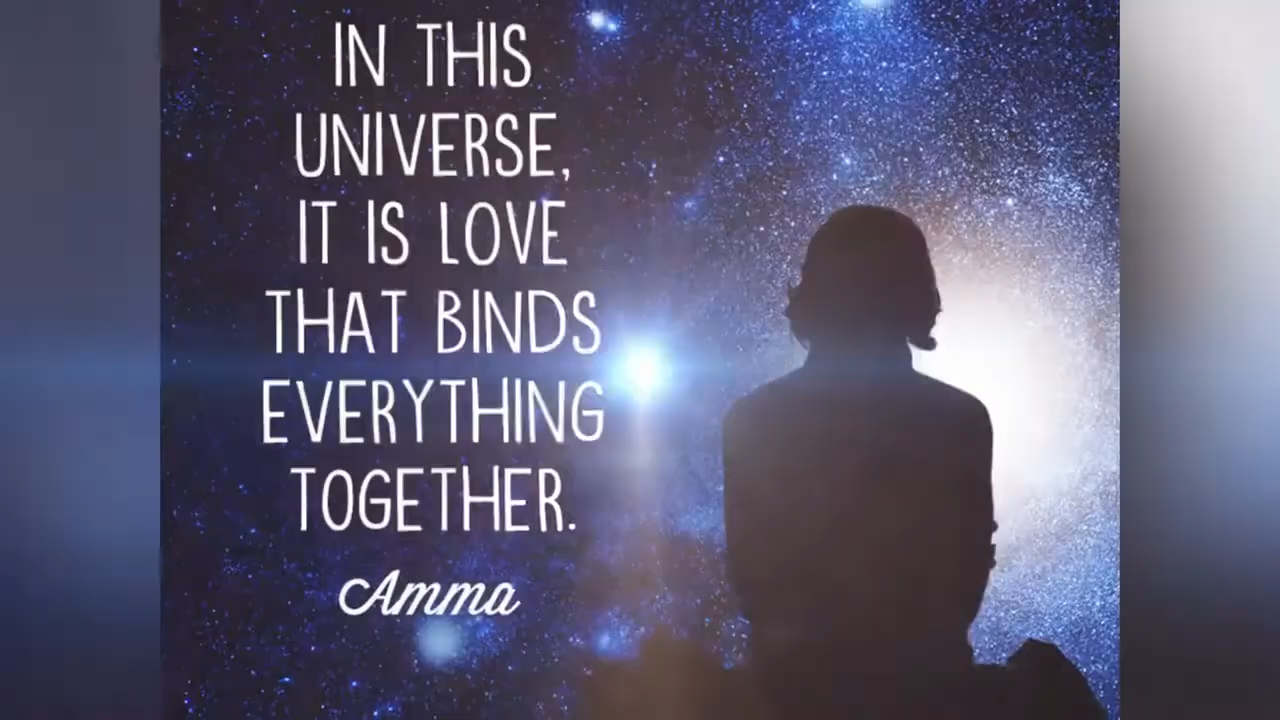 IN THIS
UNIVERSE,
IT IS LOVE
THAT BINDS
EVERYTHING
TOGETHER.
Amma